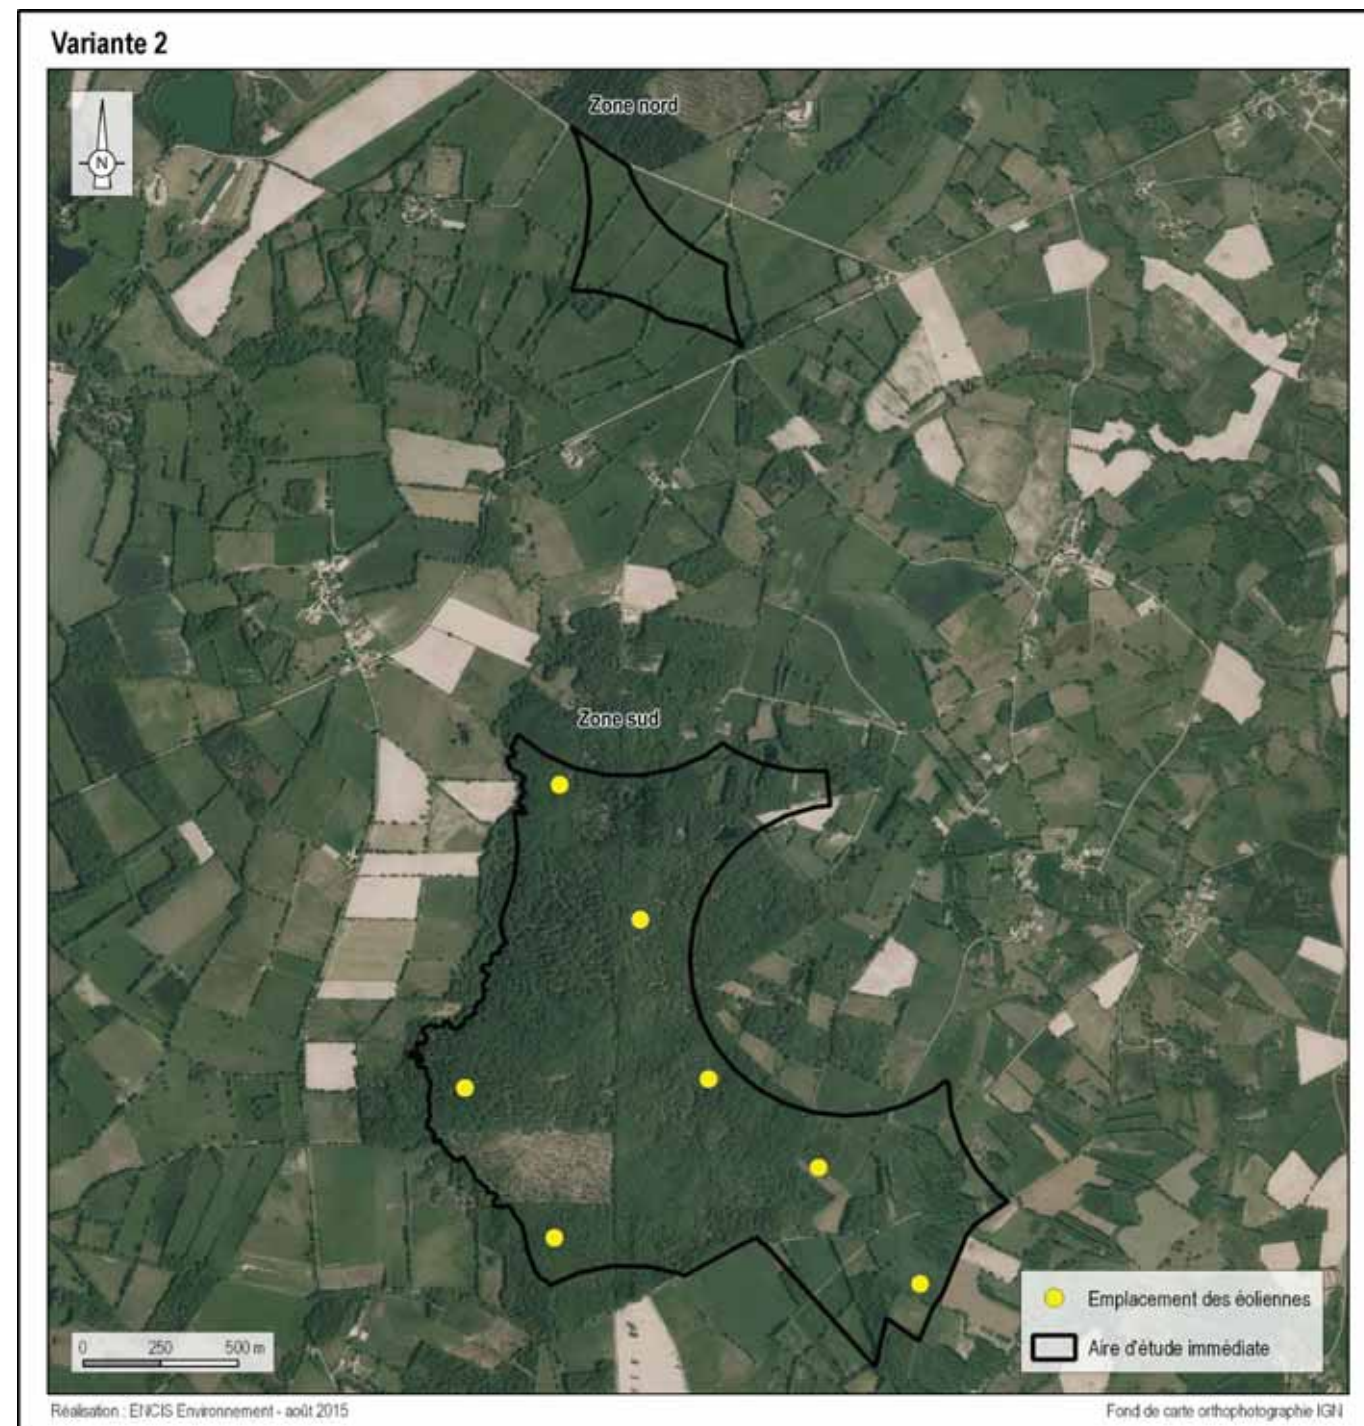 Variante 2
Zone nord
N
Zone sud
Emplacement des éoliennes
Aire d'étude immédiate
0 250 500 m
Réalisation : ENCIS Environnement - août 2015
Fond de carte orthophotographie IGN